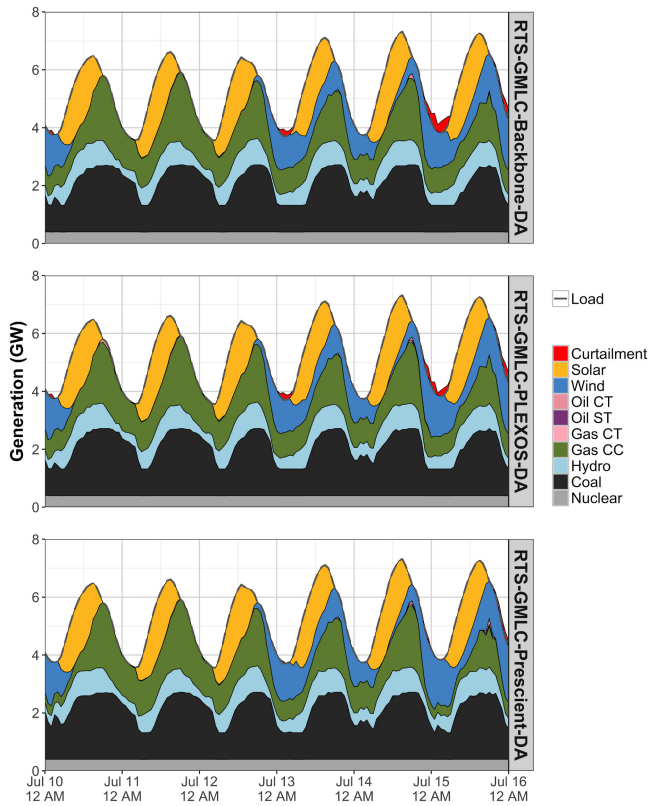 8
6
4
2
0
RTS-GMLC-Backbone-DA
8
6
4
2
0
RTS-GMLC-PLEXOS-DA
Generation (GW)
Load
Curtailment
Solar
Wind
Oil CT
Oil ST
Gas CT
Gas CC
Hydro
Coal
Nuclear
8
6
4
2
0
RTS-GMLC-Prescient-DA
Jul 10 Jul 11 Jul 12 Jul 13 Jul 14 Jul 15 Jul 16
12 AM 12 AM 12 AM 12 AM 12 AM 12 AM 12 AM